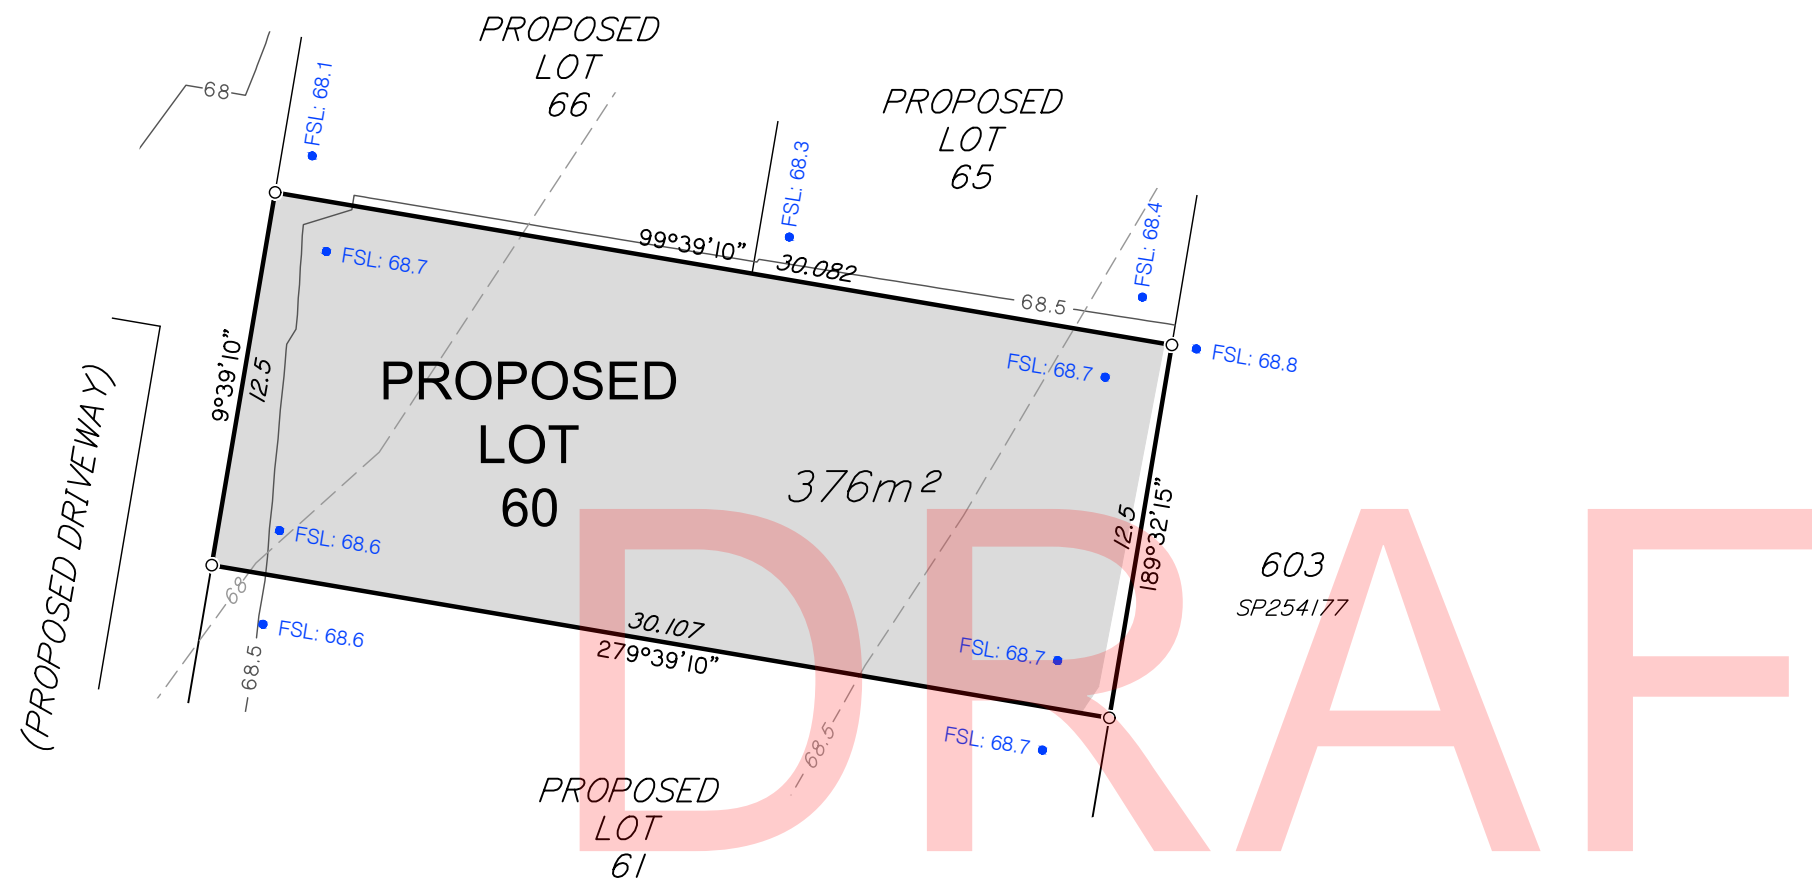 PROPOSED
LOT
66
PROPOSED
LOT
65
68
FSL: 68.1
FSL: 68.3
FSL: 68.4
99°39'10"
30.082
68.5
FSL: 68.7
FSL: 68.7
FSL: 68.8
9°39'10"
12.5
PROPOSED
LOT
60
376m²
(PROPOSED DRIVEWAY)
FSL: 68.6
12.5
189°32'15"
603
SP254177
68
FSL: 68.6
68.5
30.107
279°39'10"
FSL: 68.7
FSL: 68.7
68.5
PROPOSED
LOT
61
DRAF